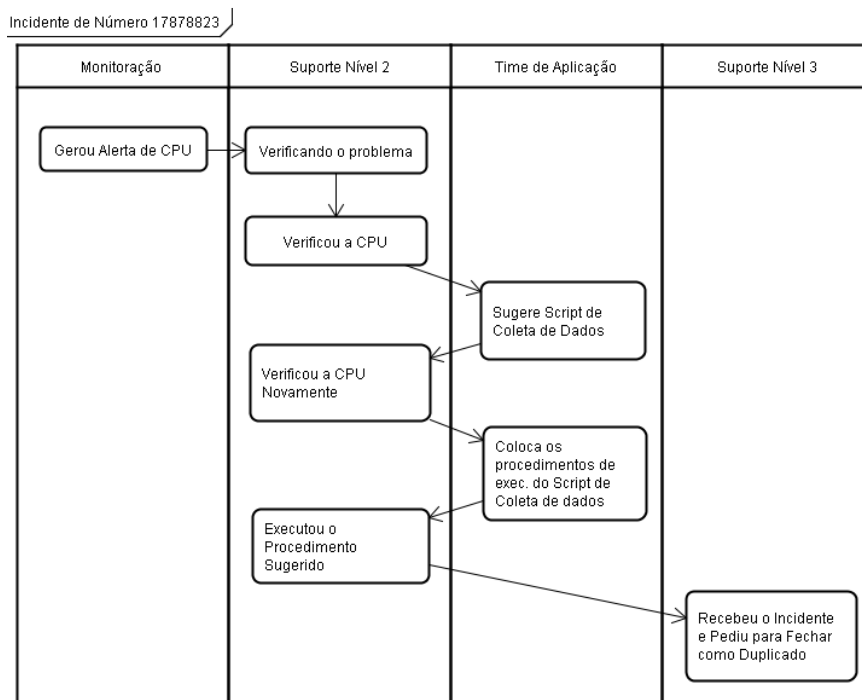 Incidente de Número 17878823
Monitoração
Suporte Nível 2
Time de Aplicação
Suporte Nível 3
Gerou Alerta de CPU
Verificando o problema
Verificou a CPU
Sugere Script de
Coleta de Dados
Verificou a CPU
Novamente
Coloca os
procedimentos de
exec. do Script de
Coleta de dados
Executou o
Procedimento
Sugerido
Recebeu o Incidente
e Pediu para Fechar
como Duplicado